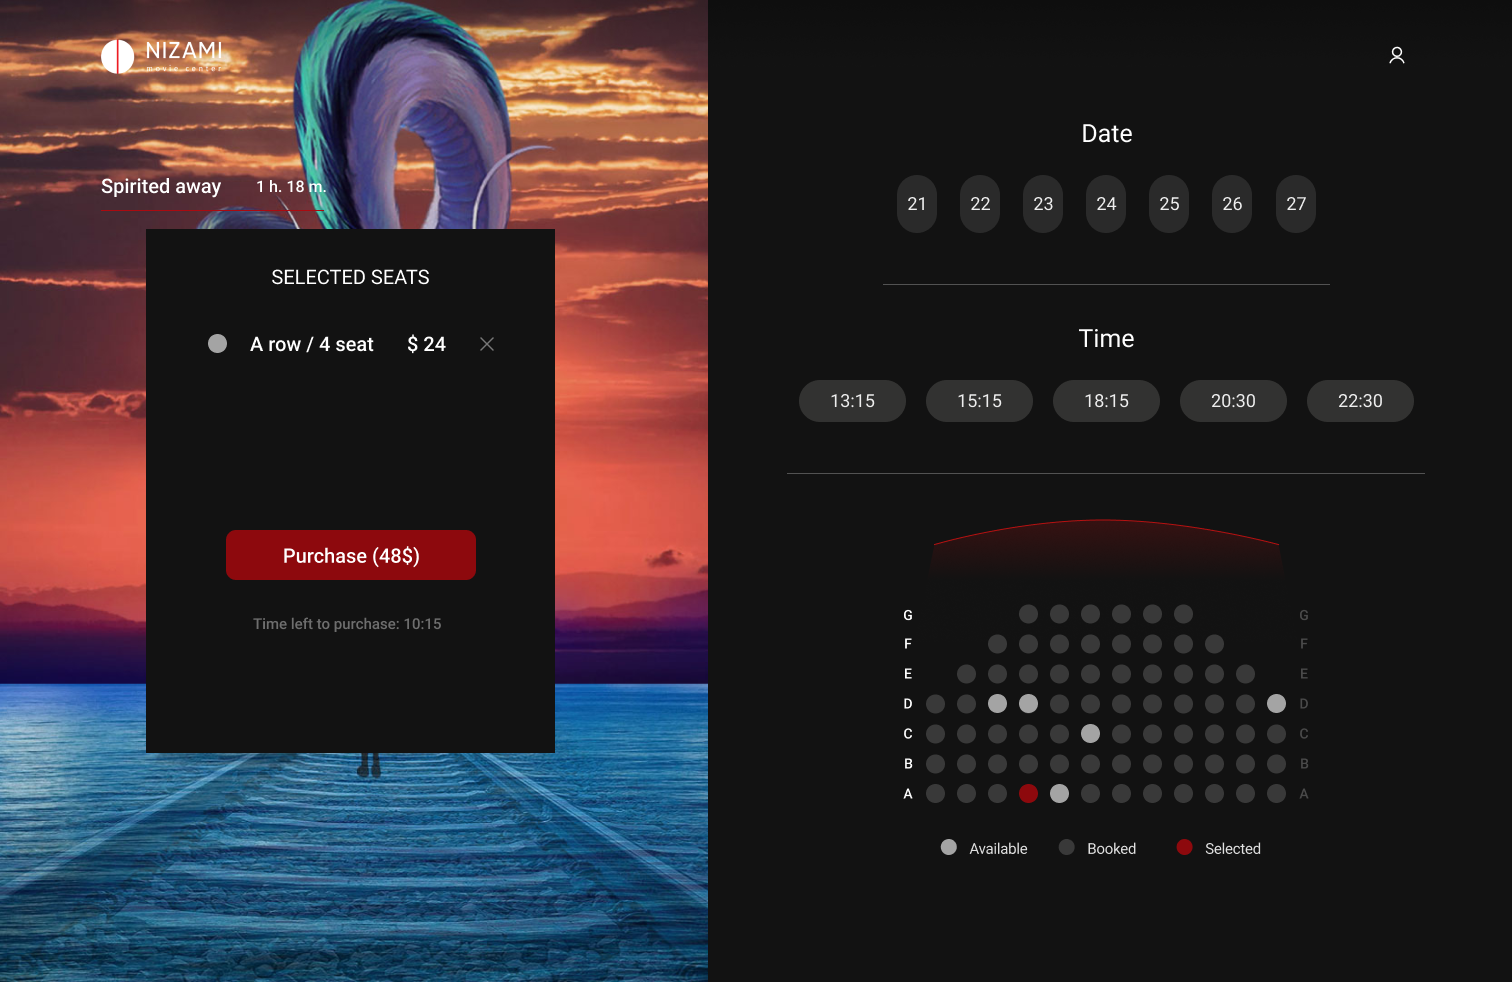 NIZAMI
movie center
Spirited away 1 h. 18 m.
SELECTED SEATS
A row / 4 seat $ 24
Purchase (48$)
Time left to purchase: 10:15
Date
21 22 23 24 25 26 27
Time
13:15 15:15 18:15 20:30 22:30
G G
F F
E E
D D
C C
B B
A A
Available Booked Selected